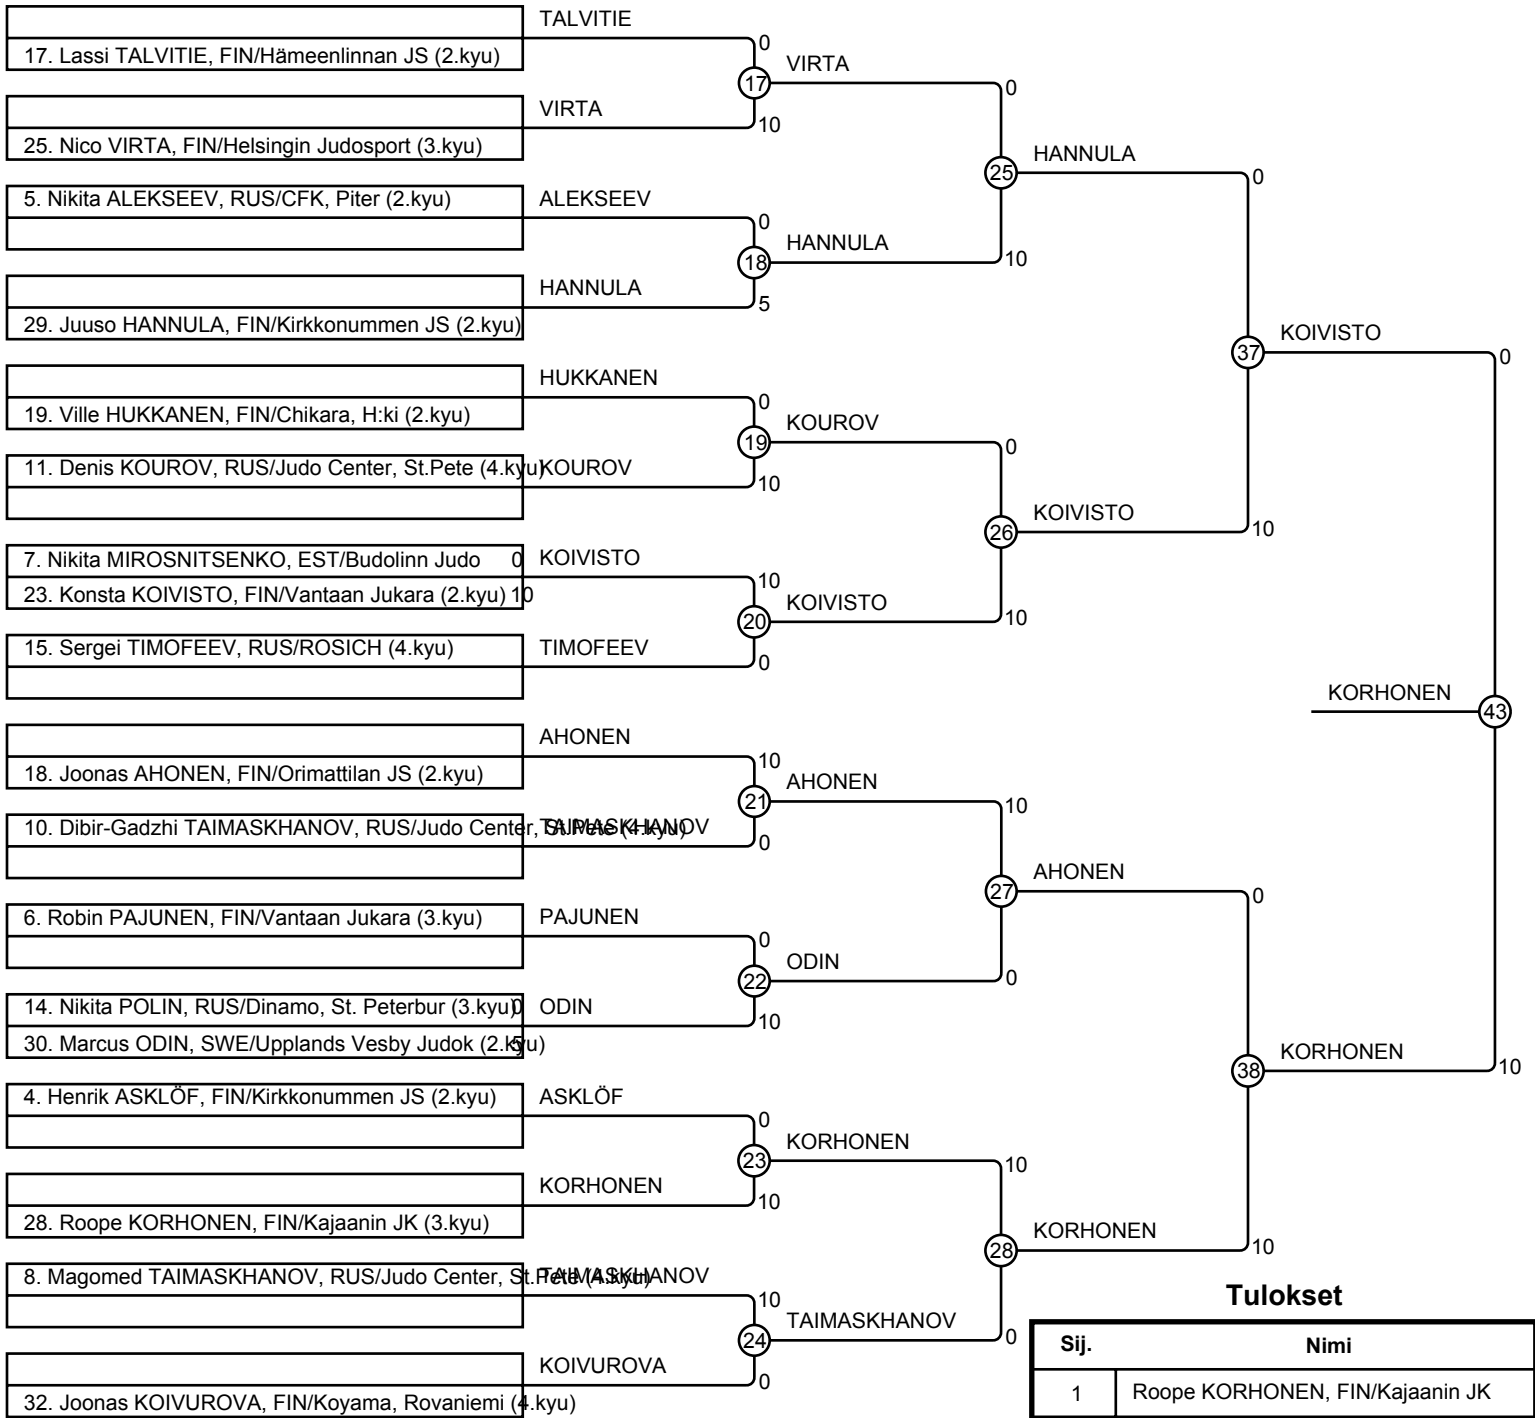 TALVITIE
17. Lassi TALVITIE, FIN/Hämeenlinnan JS (2.kyu)
0
17
VIRTA
VIRTA
10
0
25. Nico VIRTA, FIN/Helsingin Judosport (3.kyu)
25
HANNULA
5. Nikita ALEKSEEV, RUS/CFK, Piter (2.kyu)
ALEKSEEV
0
0
18
HANNULA
10
HANNULA
5
29. Juuso HANNULA, FIN/Kirkkonummen JS (2.kyu)
37
KOIVISTO
0
HUKKANEN
19. Ville HUKKANEN, FIN/Chikara, H:ki (2.kyu)
0
19
KOUROV
0
11. Denis KOUROV, RUS/Judo Center, St.Pete (4.kyu)
KOUROV
10
26
KOIVISTO
10
7. Nikita MIROSNITSENKO, EST/Budolinn Judo 0
KOIVISTO
23. Konsta KOIVISTO, FIN/Vantaan Jukara (2.kyu) 10
10
20
KOIVISTO
10
15. Sergei TIMOFEEV, RUS/ROSICH (4.kyu)
TIMOFEEV
0
KORHONEN
43
AHONEN
18. Joonas AHONEN, FIN/Orimattilan JS (2.kyu)
10
21
AHONEN
10
10. Dibir-Gadzhi TAIMASKHANOV, RUS/Judo Center, St.Pete (4.kyu)
TAIMASKHANOV
0
27
AHONEN
0
6. Robin PAJUNEN, FIN/Vantaan Jukara (3.kyu)
PAJUNEN
0
22
ODIN
0
14. Nikita POLIN, RUS/Dinamo, St. Peterbur (3.kyu) 0
ODIN
10
30. Marcus ODIN, SWE/Upplands Vesby Judok (2.kyu) 5
38
KORHONEN
10
4. Henrik ASKLÖF, FIN/Kirkkonummen JS (2.kyu)
ASKLÖF
0
23
KORHONEN
10
KORHONEN
10
28. Roope KORHONEN, FIN/Kajaanin JK (3.kyu)
28
KORHONEN
10
8. Magomed TAIMASKHANOV, RUS/Judo Center, St.Pete (4.kyu)
TAIMASKHANOV
10
24
TAIMASKHANOV
0
KOIVUROVA
0
32. Joonas KOIVUROVA, FIN/Koyama, Rovaniemi (4.kyu)
Tulokset
Sij. Nimi
1 Roope KORHONEN, FIN/Kajaanin JK